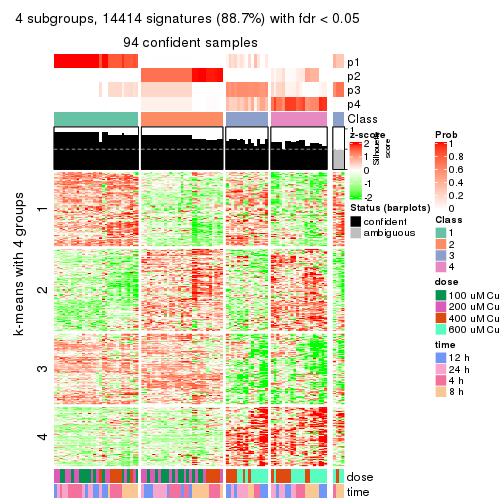 4 subgroups, 14414 signatures (88.7%) with fdr < 0.05
94 confident samples
p1
p2
p3
p4
Class
1
Silhouette
score
k-means with 4 groups
1
2
3
4
dose
time
z-score
2
1
0
-1
-2
Status (barplots)
confident
ambiguous
Prob
1
0.8
0.6
0.4
0.2
0
Class
1
2
3
4
dose
100 uM Cu
200 uM Cu
400 uM Cu
600 uM Cu
time
12 h
24 h
4 h
8 h